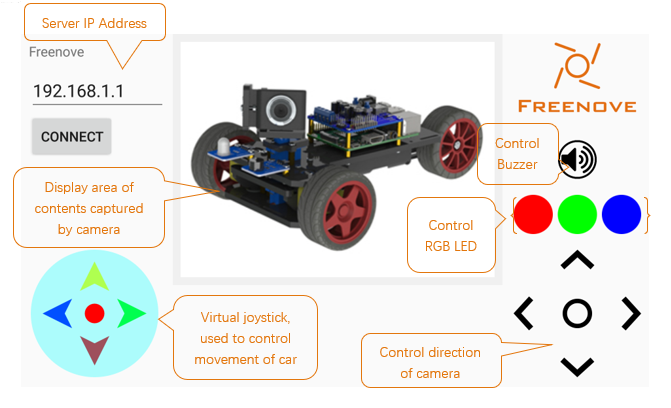 Server IP Address
Freenove
192.168.1.1
CONNECT
FREENOVE
Control
Buzzer
Display area of
contents captured
by camera
Control
RGB LED
Virtual joystick,
used to control
movement of car
Control direction
of camera